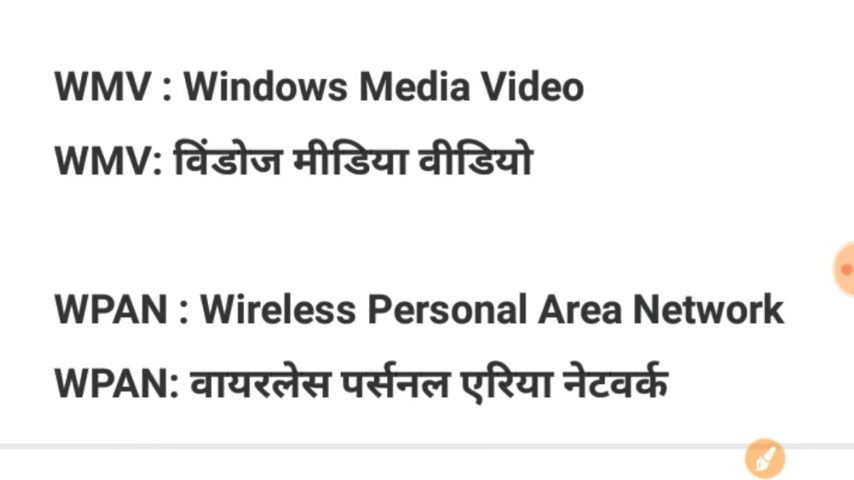 WMV : Windows Media Video
WMV: विंडोज मीडिया वीडियो
WPAN : Wireless Personal Area Network
WPAN: वायरलेस पर्सनल एरिया नेटवर्क